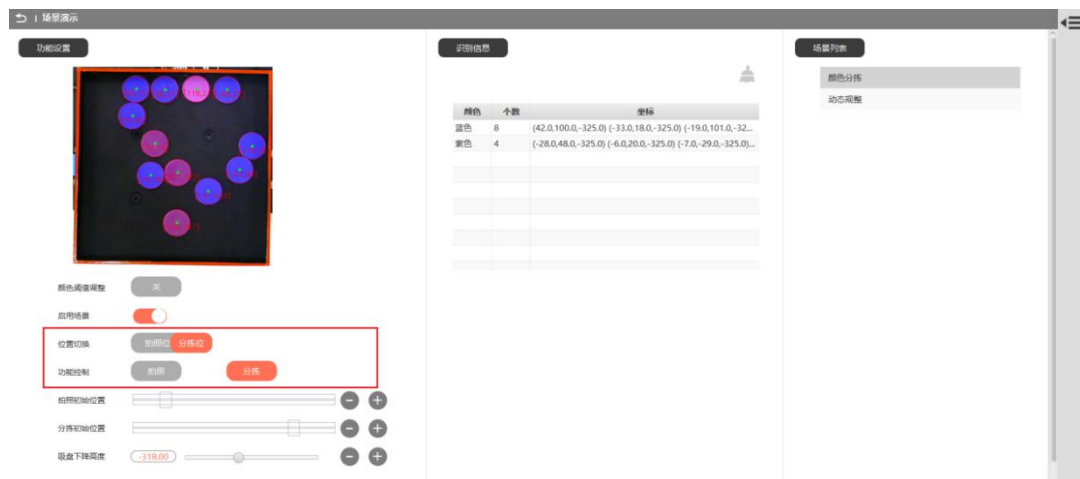 场景演示
功能设置
颜色阈值调整 关
启用场景
位置切换 拍照位 分拣位
功能控制 拍照 分拣
拍照初始位置
分拣初始位置
吸盘下降高度 -318.00
识别信息
颜色 个数 坐标
蓝色 8 (42.0,100.0,-325.0) (-33.0,18.0,-325.0) (-19.0,101.0,-32...
紫色 4 (-28.0,48.0,-325.0) (-6.0,20.0,-325.0) (-7.0,-29.0,-325.0)...
场景列表
颜色分拣
动态规整